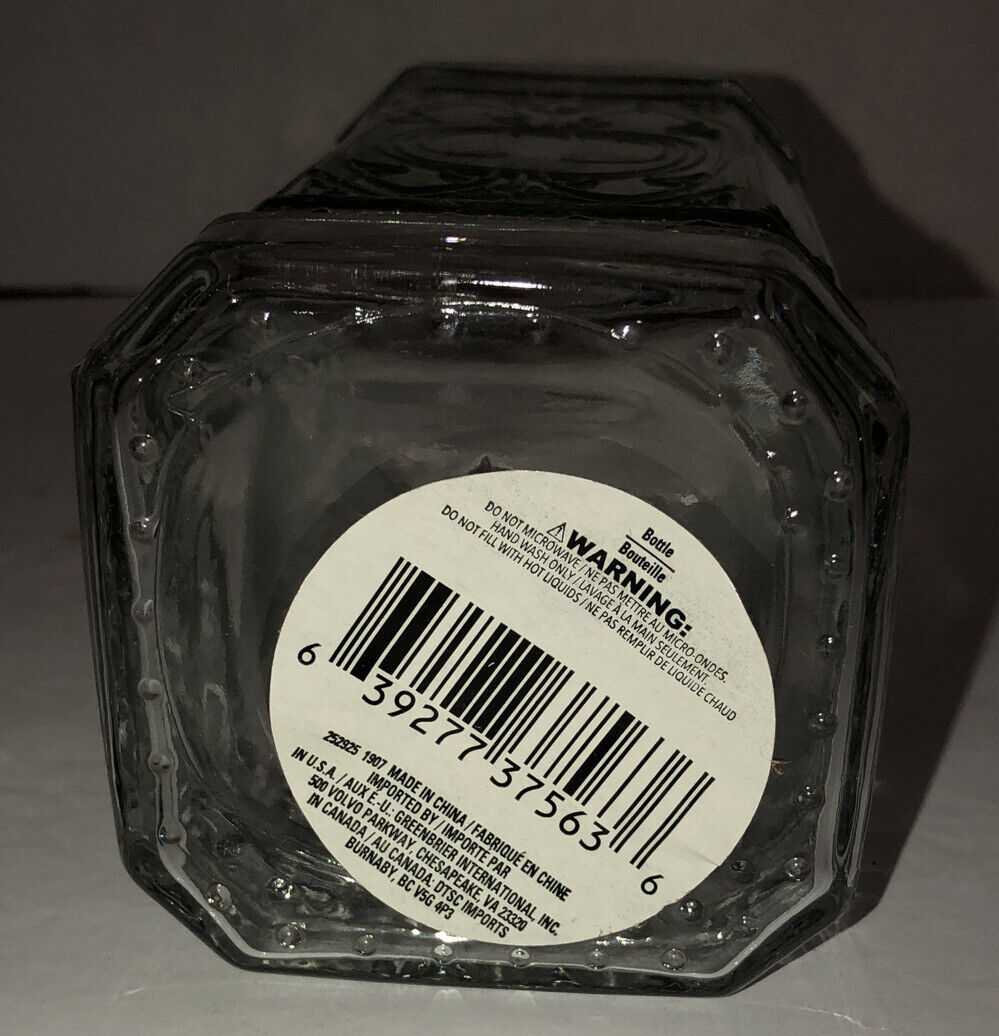 Bottle
Bouteille
⚠WARNING:
DO NOT MICROWAVE / NE PAS METTRE AU MICRO-ONDES.
HAND WASH ONLY / LAVAGE À LA MAIN SEULEMENT.
DO NOT FILL WITH HOT LIQUIDS / NE PAS REMPLIR DE LIQUIDE CHAUD
6 39277 37563 6
252925 1907 MADE IN CHINA / FABRIQUÉ EN CHINE
IMPORTED BY / IMPORTÉ PAR
IN U.S.A. / AUX É-U.: GREENBRIER INTERNATIONAL, INC.
500 VOLVO PARKWAY, CHESAPEAKE, VA 23320
IN CANADA / AU CANADA: DTSC IMPORTS
BURNABY, BC V5G 4P3